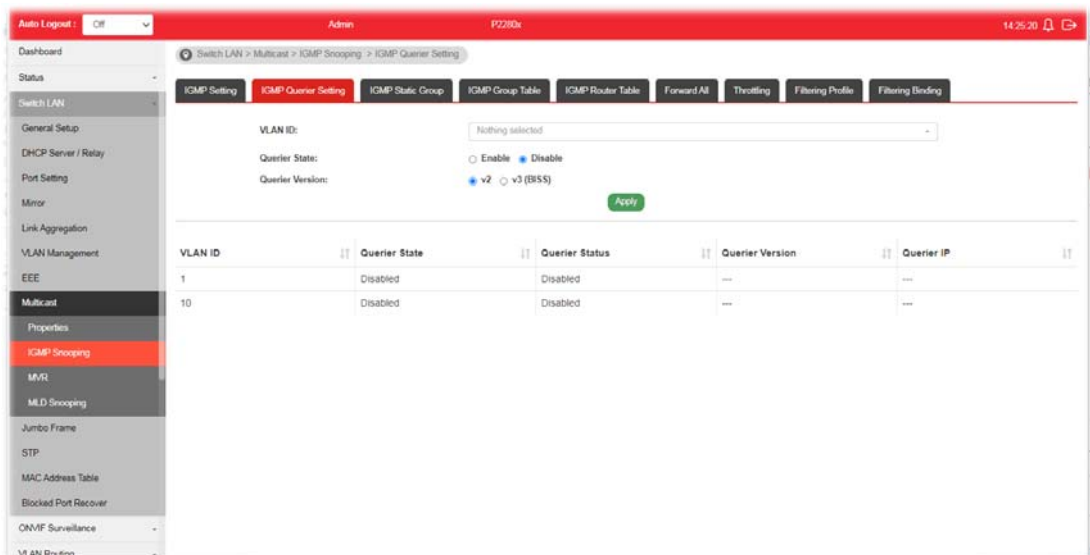 Auto Logout : Off Admin P2280x 14:25:20
Dashboard
Status
Switch LAN
General Setup
DHCP Server / Relay
Port Setting
Mirror
Link Aggregation
VLAN Management
EEE
Multicast
Properties
IGMP Snooping
MVR
MLD Snooping
Jumbo Frame
STP
MAC Address Table
Blocked Port Recover
ONVIF Surveillance
VLAN Routing
Switch LAN > Multicast > IGMP Snooping > IGMP Querier Setting
IGMP Setting IGMP Querier Setting IGMP Static Group IGMP Group Table IGMP Router Table Forward All Throttling Filtering Profile Filtering Binding
VLAN ID: Nothing selected
Querier State: Enable Disable
Querier Version: v2 v3 (BISS)
Apply
VLAN ID Querier State Querier Status Querier Version Querier IP
1 Disabled Disabled --- ---
10 Disabled Disabled --- ---